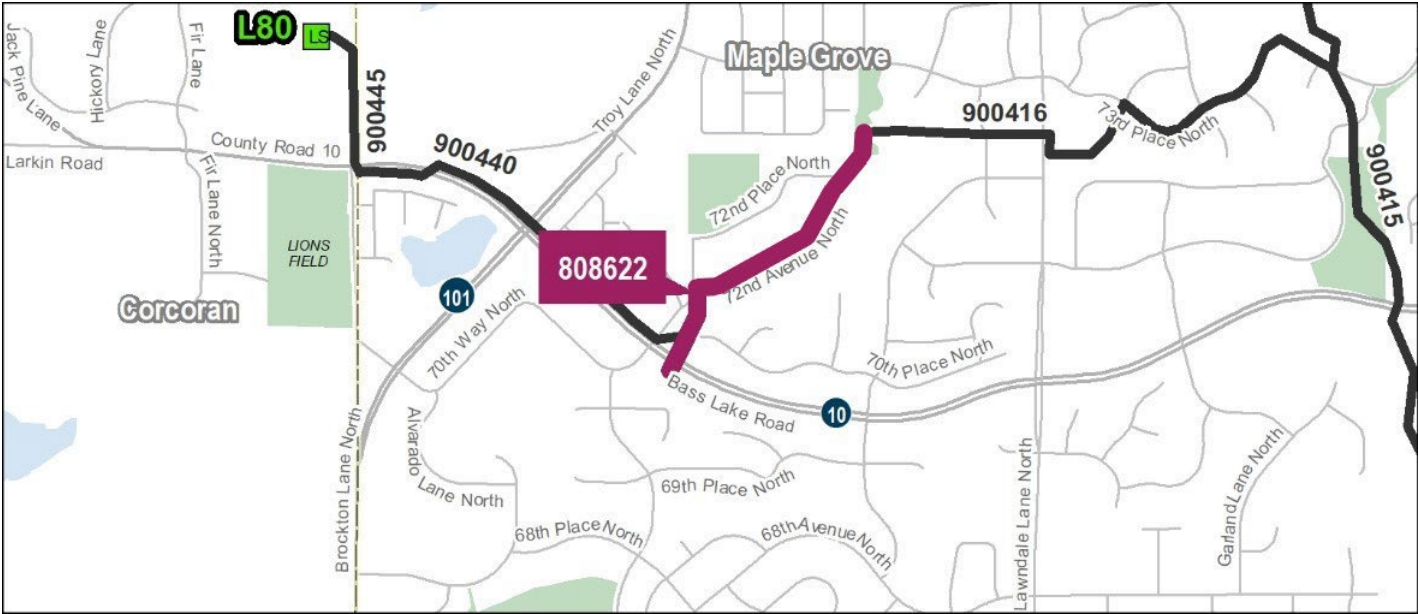 L80
LS
Jack Pine Lane
Hickory Lane
Fir Lane
900445
Troy Lane North
Maple Grove
County Road 10
Larkin Road
900440
900416
73rd Place North
900415
Fir Lane North
72nd Place North
LIONS
FIELD
808622
72nd Avenue North
101
Corcoran
70th Way North
70th Place North
Bass Lake Road
10
Brockton Lane North
Alvarado Lane North
69th Place North
68th Place North
68th Avenue North
Lawndale Lane North
Garland Lane North